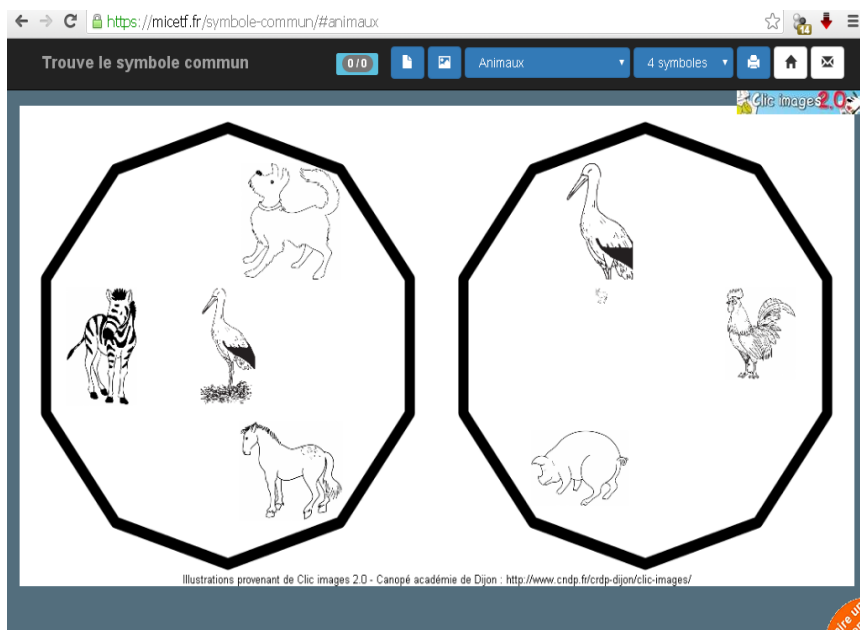 https://micetf.fr/symbole-commun/#animaux
14
Trouve le symbole commun
0/0
Animaux
4 symboles
Clic images 2.0
Illustrations provenant de Clic images 2.0 - Canopé académie de Dijon : http://www.cndp.fr/crdp-dijon/clic-images/